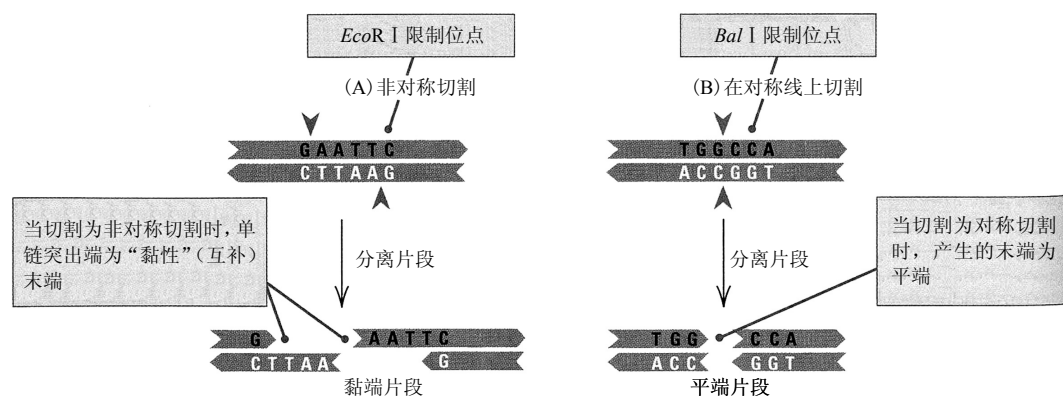 EcoR I 限制位点
Bal I 限制位点
(A) 非对称切割
(B) 在对称线上切割
GAATTC
CTTAAG
TGGCCA
ACCGGT
当切割为非对称切割时,单
链突出端为“黏性”(互补)
末端
分离片段
分离片段
当切割为对称切割
时,产生的末端为
平端
G
AATTC
CTTAA
G
TGG
CCA
ACC
GGT
黏端片段
平端片段